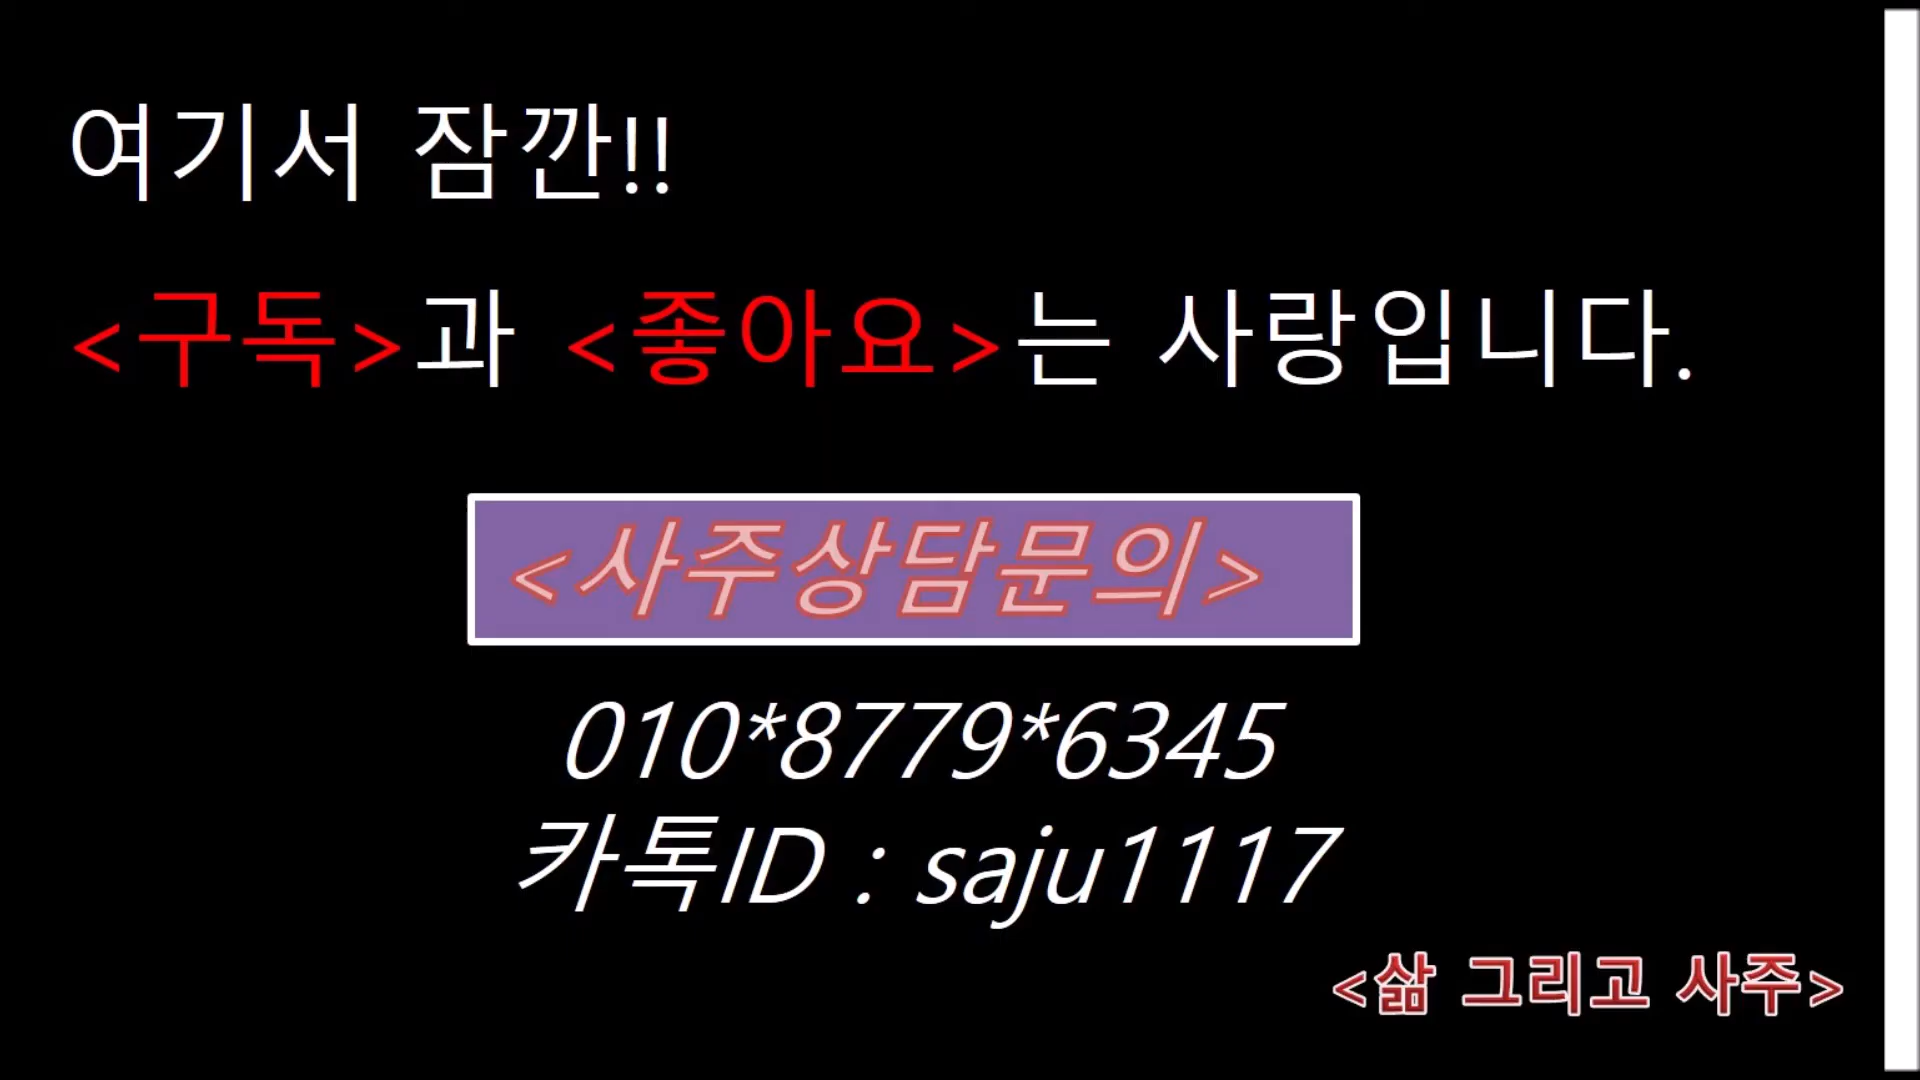 여기서 잠깐!!
<구독>과 <좋아요>는 사랑입니다.
<사주상담문의>
010*8779*6345
카톡ID : saju1117
<삶 그리고 사주>